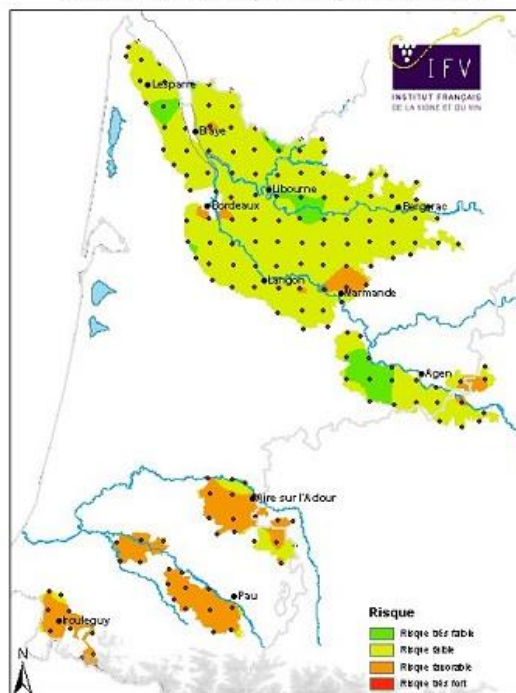 IFV
INSTITUT FRANÇAIS
DE LA VIGNE ET DU VIN
Lesparre
Blaye
Libourne
Bordeaux
Bergerac
Langon
Marmande
Agen
Aire sur l'Adour
Pau
Irouleguy
Risque
Risque très faible
Risque faible
Risque favorable
Risque très fort
N